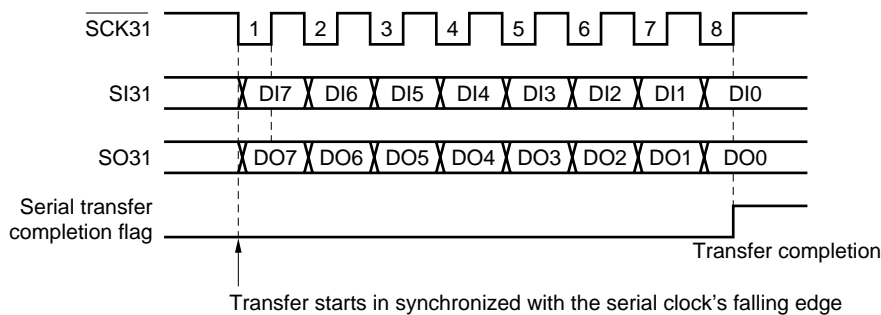 SCK31 1 2 3 4 5 6 7 8
SI31 DI7 DI6 DI5 DI4 DI3 DI2 DI1 DI0
SO31 DO7 DO6 DO5 DO4 DO3 DO2 DO1 DO0
Serial transfer
completion flag
Transfer completion
Transfer starts in synchronized with the serial clock's falling edge